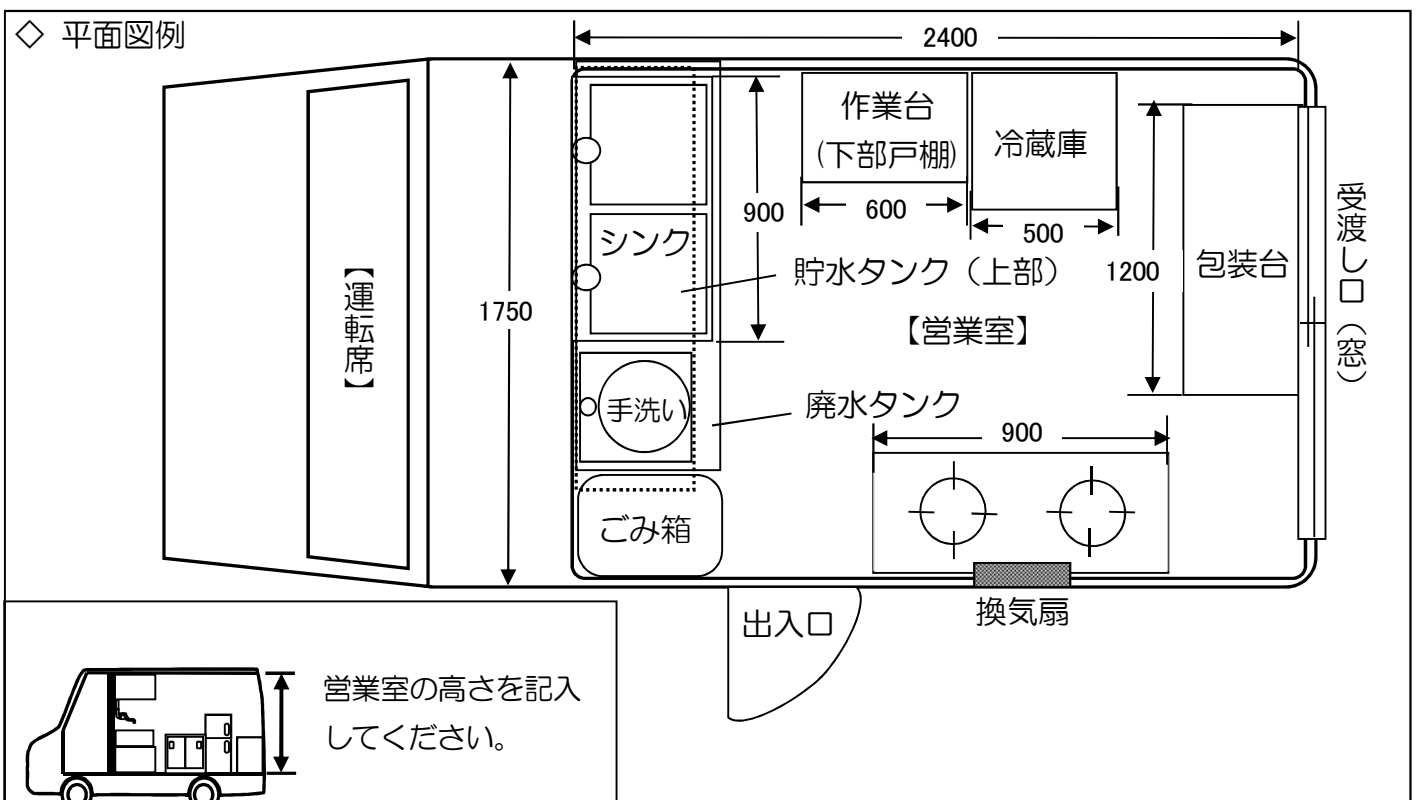 ◇ 平面図例
2400
作業台
(下部戸棚)
冷蔵庫
900
600
500
シンク
貯水タンク（上部）
1200
包装台
受渡し口（窓）
【運転席】
1750
【営業室】
手洗い
廃水タンク
900
ごみ箱
出入口
換気扇
営業室の高さを記入
してください。